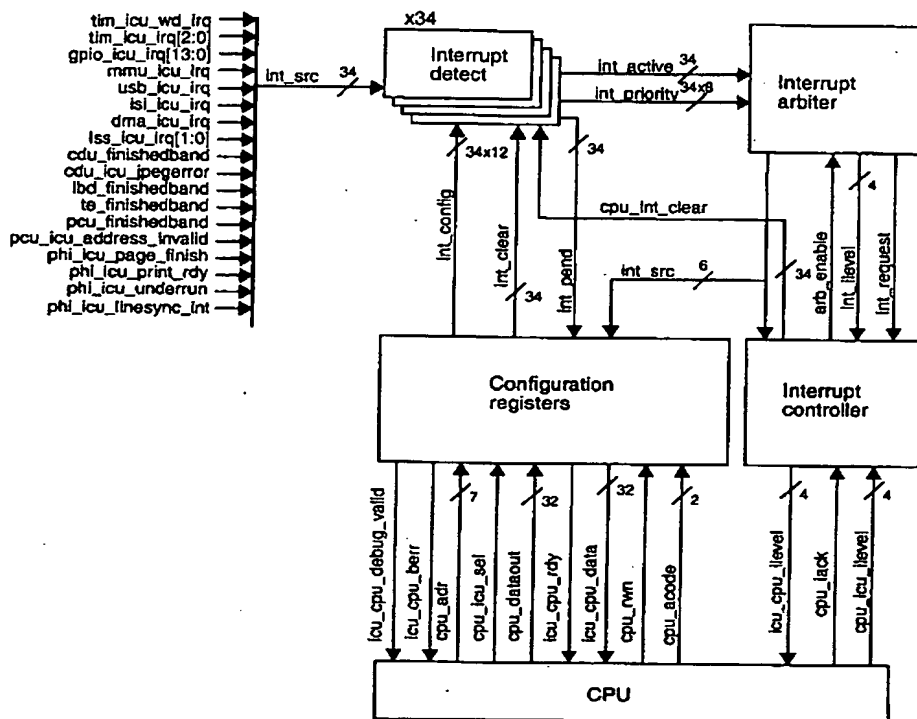 tim_icu_wd_irq
tim_icu_irq[2:0]
gpio_icu_irq[13:0]
mmu_icu_irq
usb_icu_irq
isi_icu_irq
dma_icu_irq
lss_icu_irq[1:0]
cdu_finishedband
cdu_icu_jpegerror
lbd_finishedband
te_finishedband
pcu_finishedband
pcu_icu_address_invalid
phi_icu_page_finish
phi_icu_print_rdy
phi_icu_underrun
phi_icu_linesync_int
int_src
34
x34
Interrupt
detect
int_active
34
int_priority
34x8
Interrupt
arbiter
34x12
34
int_config
int_clear
34
int_pend
cpu_int_clear
int_src
6
34
arb_enable
4
int_ilevel
int_request
Configuration
registers
Interrupt
controller
icu_cpu_debug_valid
icu_cpu_berr
cpu_adr
7
cpu_icu_sel
cpu_dataout
32
icu_cpu_rdy
icu_cpu_data
32
cpu_rwn
cpu_acode
2
icu_cpu_ilevel
4
cpu_iack
cpu_icu_ilevel
4
CPU